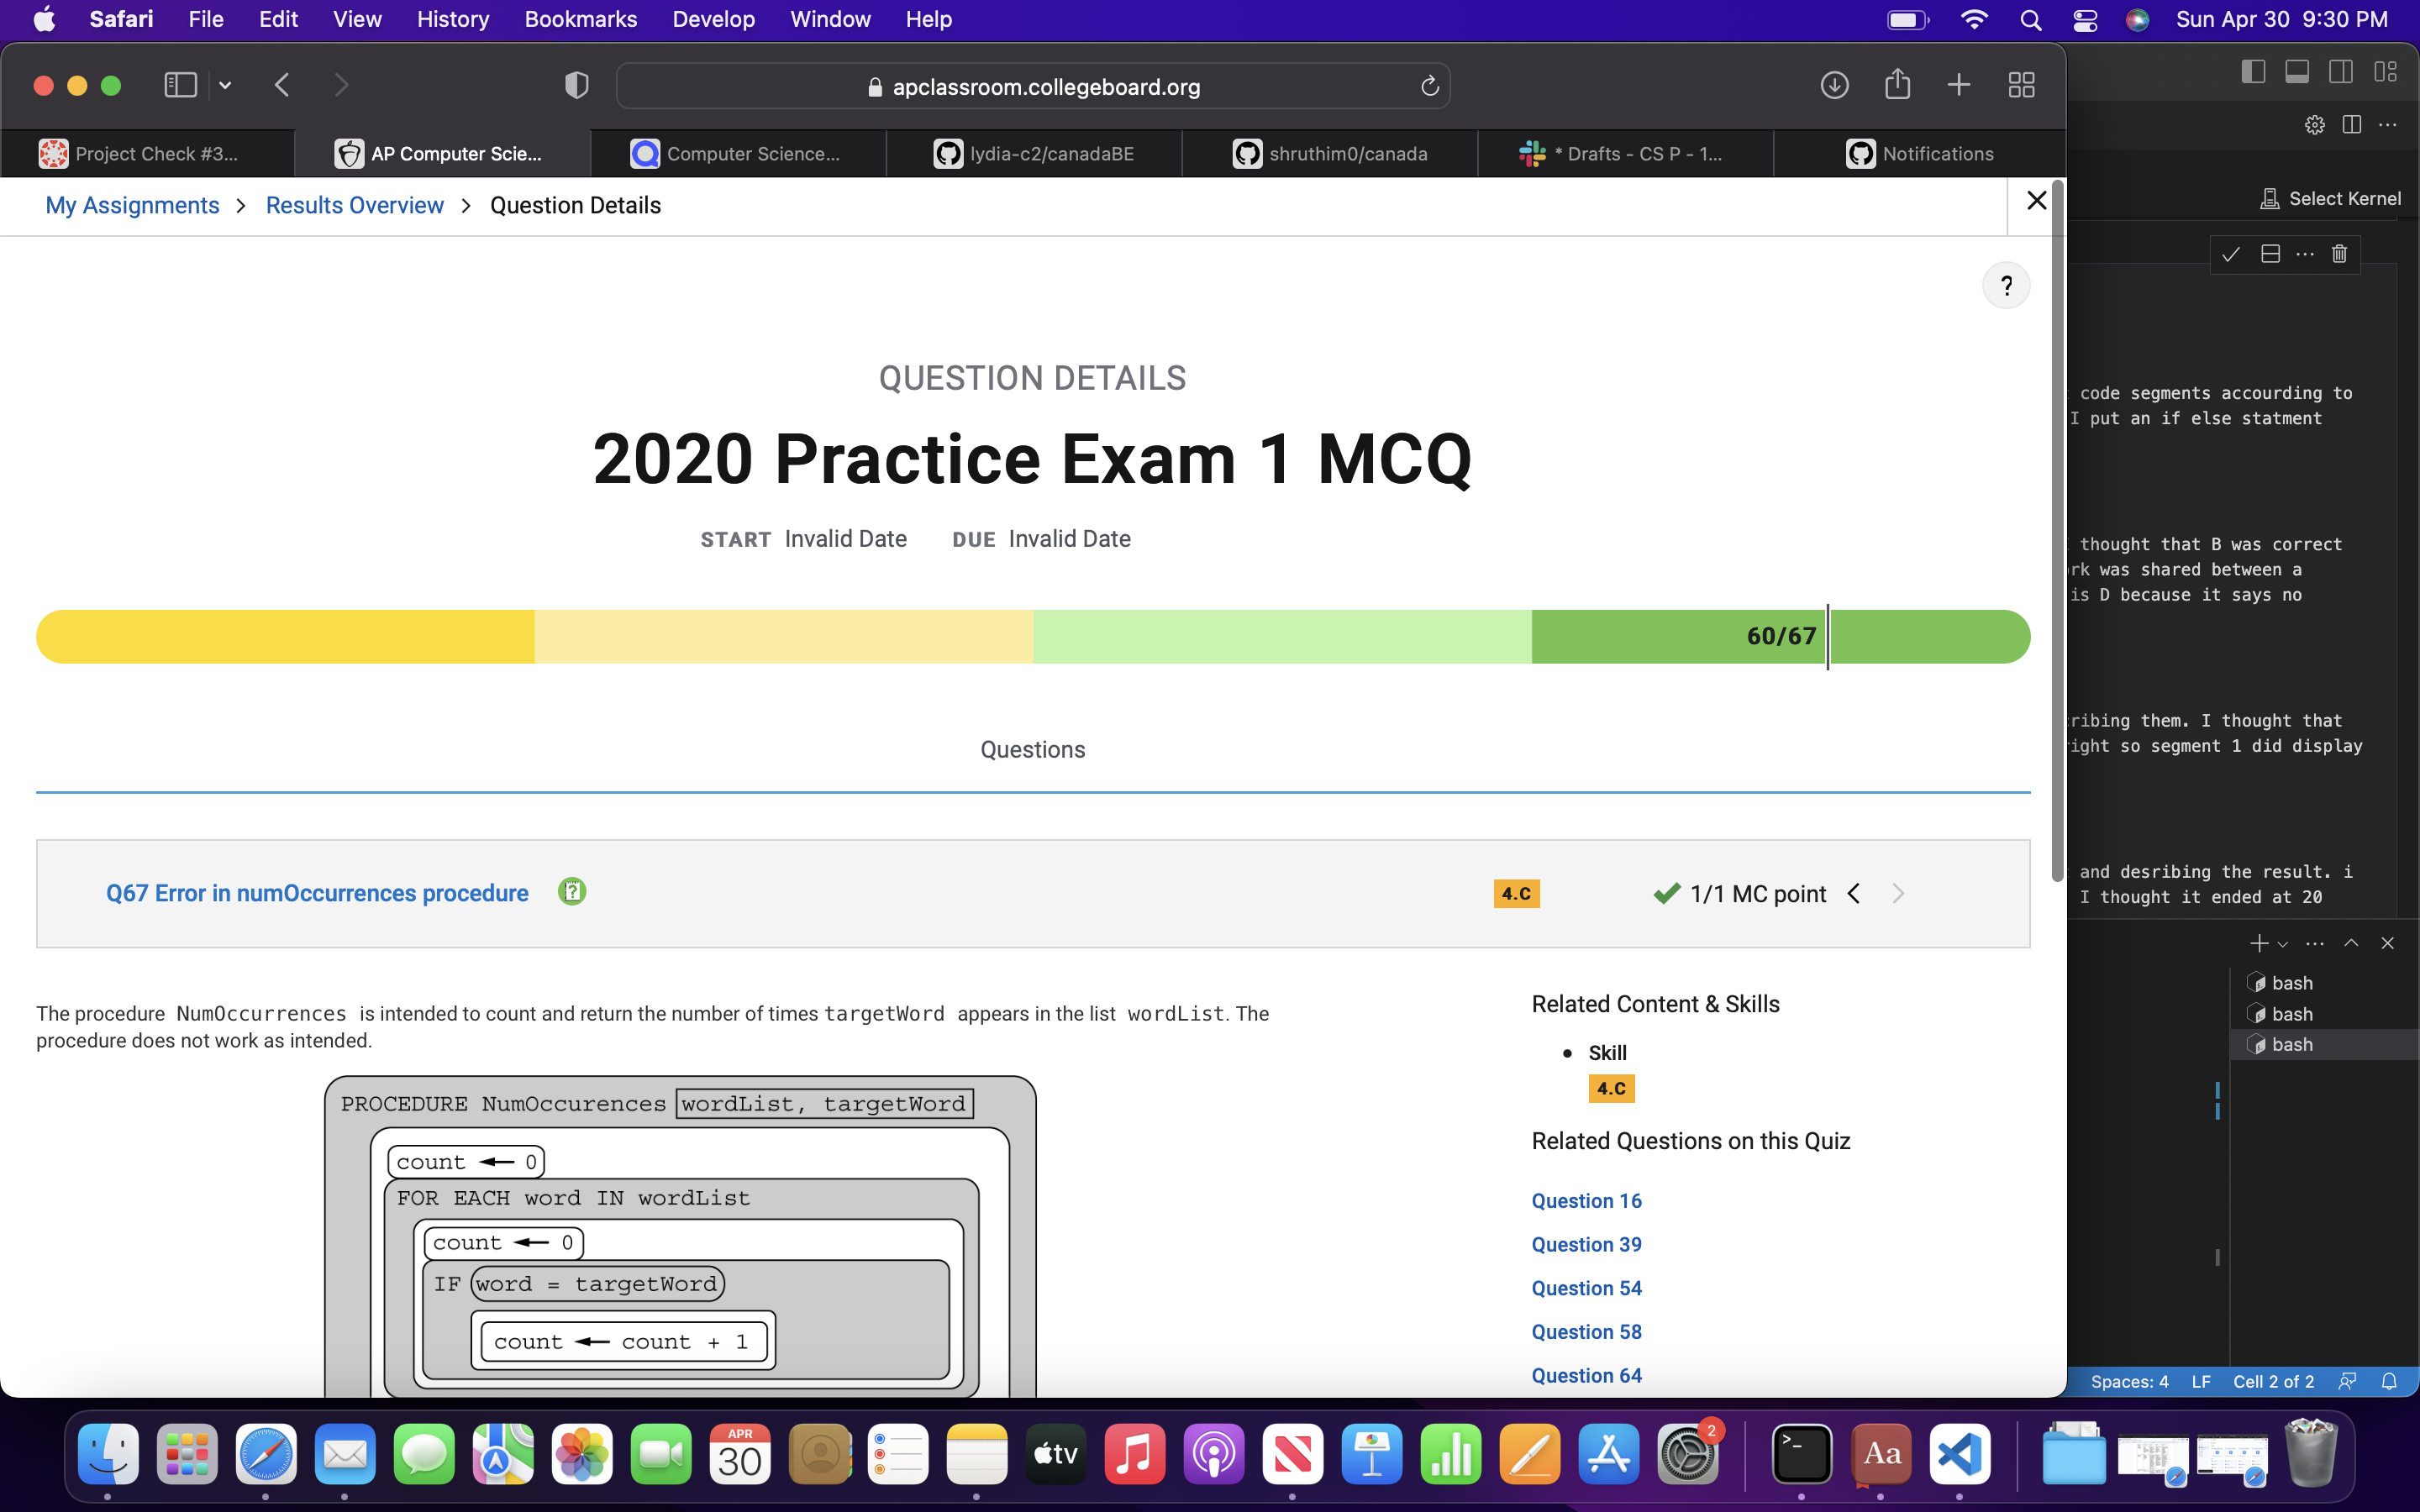 Safari File Edit View History Bookmarks Develop Window Help Sun Apr 30 9:30 PM
apclassroom.collegeboard.org
Project Check #3... AP Computer Scie... Computer Science... lydia-c2/canadaBE shruthim0/canada * Drafts - CS P - 1... Notifications
My Assignments > Results Overview > Question Details
Select Kernel
?
QUESTION DETAILS
2020 Practice Exam 1 MCQ
START Invalid Date DUE Invalid Date
60/67
Questions
Q67 Error in numOccurrences procedure
4.C
1/1 MC point
The procedure NumOccurrences is intended to count and return the number of times targetWord appears in the list wordList. The
procedure does not work as intended.
PROCEDURE NumOccurences wordList, targetWord
count ← 0
FOR EACH word IN wordList
count ← 0
IF word = targetWord
count ← count + 1
Related Content & Skills
Skill
4.C
Related Questions on this Quiz
Question 16
Question 39
Question 54
Question 58
Question 64
code segments accourding to
I put an if else statment
thought that B was correct
rk was shared between a
is D because it says no
ribing them. I thought that
ight so segment 1 did display
and desribing the result. i
I thought it ended at 20
bash
bash
bash
Spaces: 4 LF Cell 2 of 2
APR
30
tv
2
>_
Aa